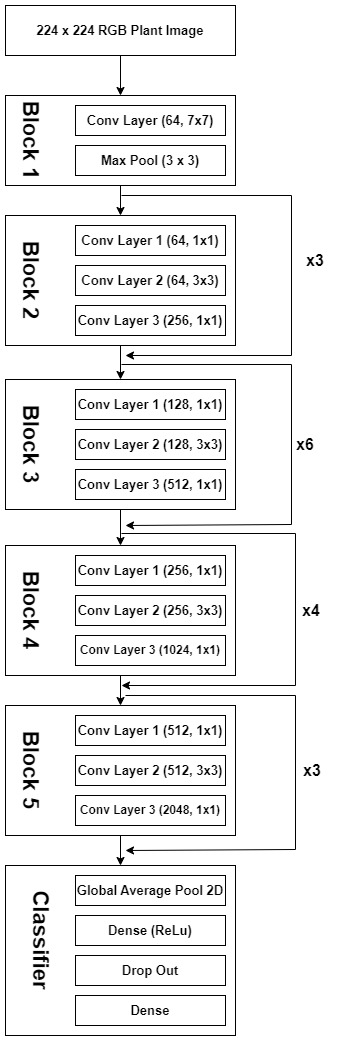 224 x 224 RGB Plant Image
Block 1
Conv Layer (64, 7x7)
Max Pool (3 x 3)
Block 2
Conv Layer 1 (64, 1x1)
Conv Layer 2 (64, 3x3)
Conv Layer 3 (256, 1x1)
x3
Block 3
Conv Layer 1 (128, 1x1)
Conv Layer 2 (128, 3x3)
Conv Layer 3 (512, 1x1)
x6
Block 4
Conv Layer 1 (256, 1x1)
Conv Layer 2 (256, 3x3)
Conv Layer 3 (1024, 1x1)
x4
Block 5
Conv Layer 1 (512, 1x1)
Conv Layer 2 (512, 3x3)
Conv Layer 3 (2048, 1x1)
x3
Classifier
Global Average Pool 2D
Dense (ReLu)
Drop Out
Dense